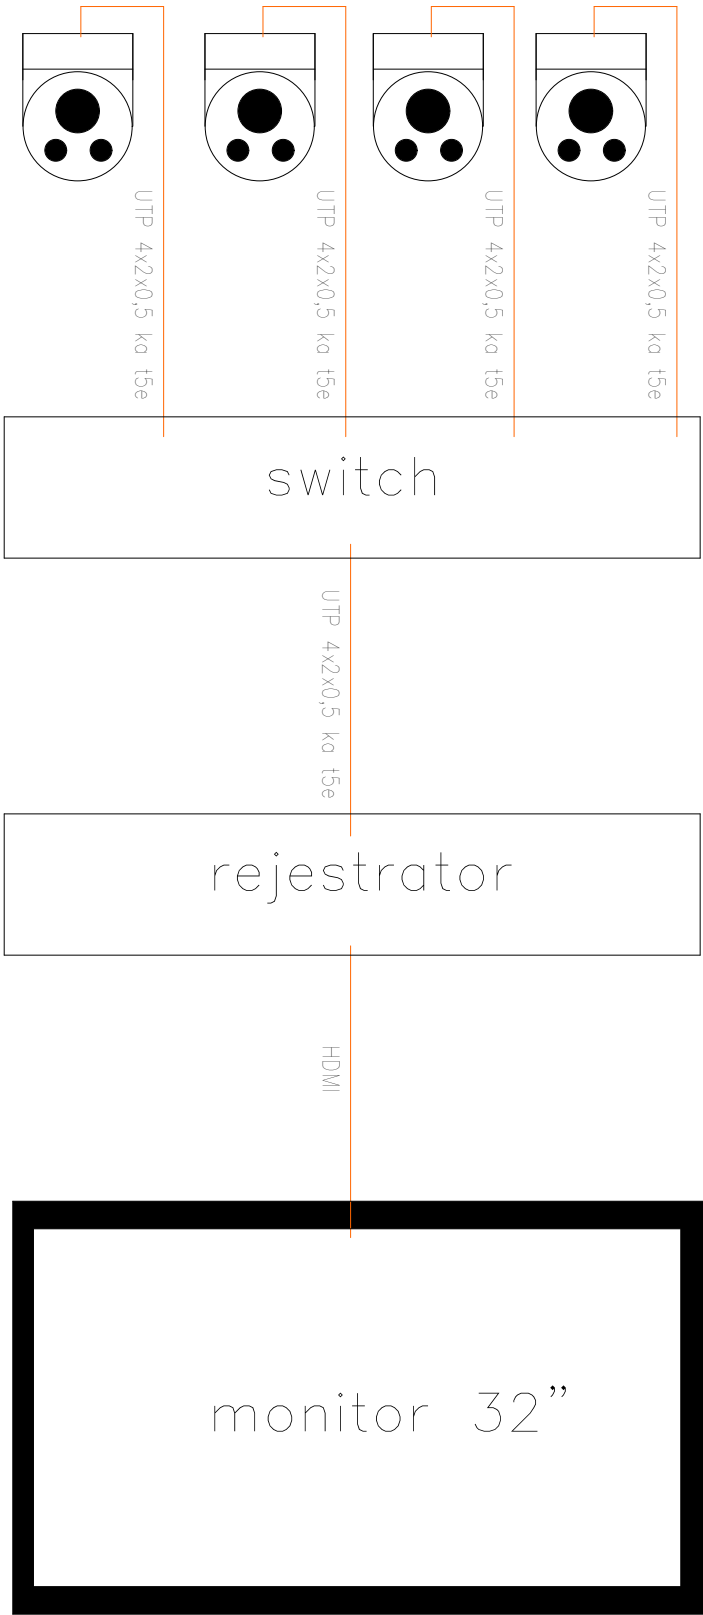 UTP 4x2x0,5 ka t5e
UTP 4x2x0,5 ka t5e
UTP 4x2x0,5 ka t5e
UTP 4x2x0,5 ka t5e
switch
UTP 4x2x0,5 ka t5e
rejestrator
HDMI
monitor 32”